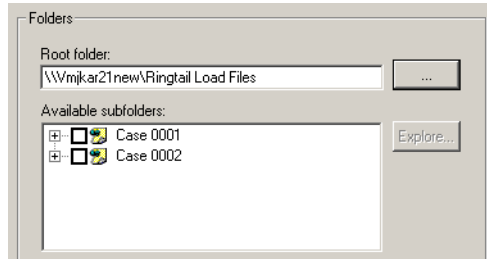 Folders
Root folder:
\\Vmjkar21new\Ringtail Load Files
...
Available subfolders:
Case 0001
Explore...
Case 0002